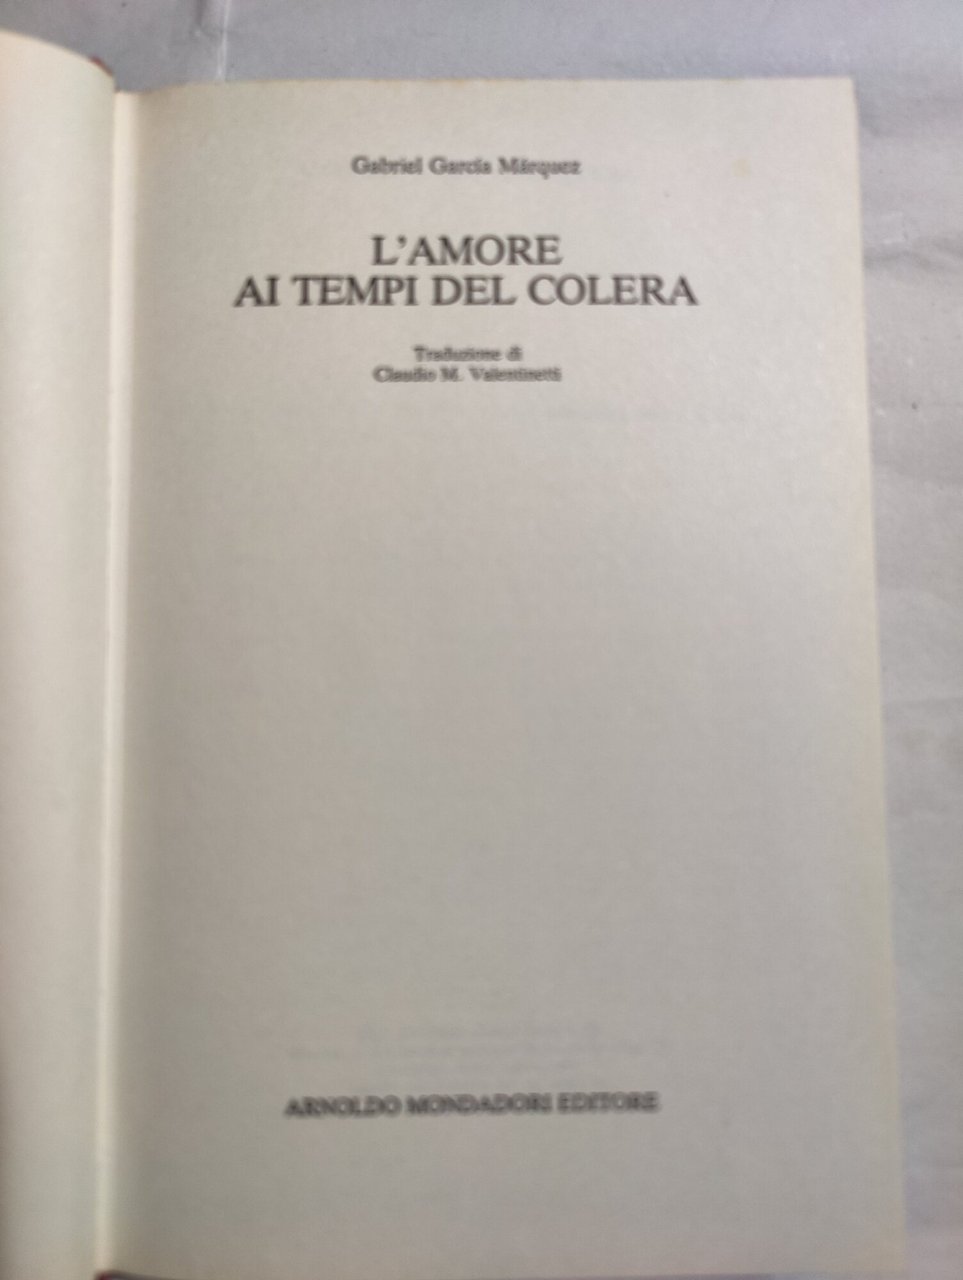 Gabriel García Márquez
L'AMORE
AI TEMPI DEL COLERA
Traduzione di
Claudio M. Valentinetti
ARNOLDO MONDADORI EDITORE